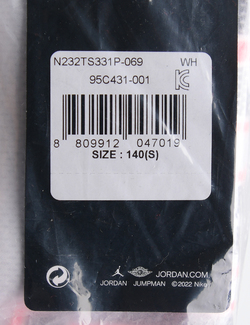 N232TS331P-069 WH
95C431-001
8 809912 047019
SIZE : 140(S)
JORDAN JUMPMAN
JORDAN.COM
©2022 Nike